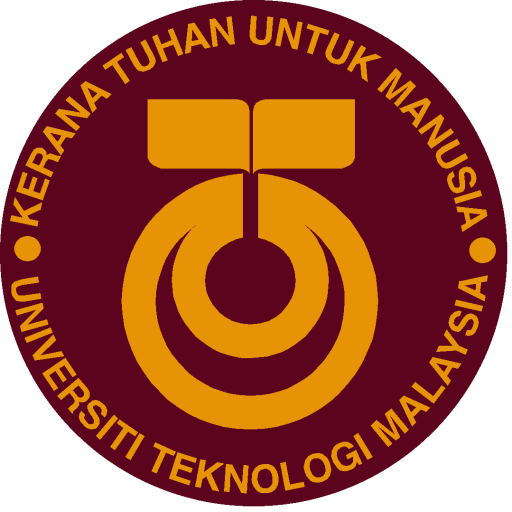 KERANA TUHAN UNTUK MANUSIA
UNIVERSITI TEKNOLOGI MALAYSIA